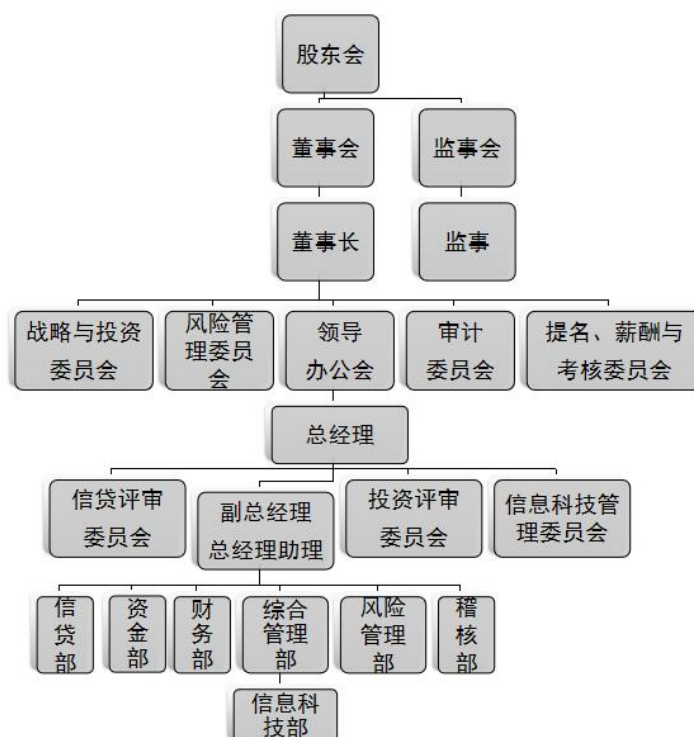 股东会
董事会
监事会
董事长
监事
战略与投资
委员会
风险管
理委员
会
领导
办公会
审计
委员会
提名、薪酬与
考核委员会
总经理
信贷评审
委员会
副总经理
总经理助理
投资评审
委员会
信息科技管
理委员会
信
贷
部
资
金
部
财
务
部
综合
管理
部
风险
管理
部
稽
核
部
信息科
技部